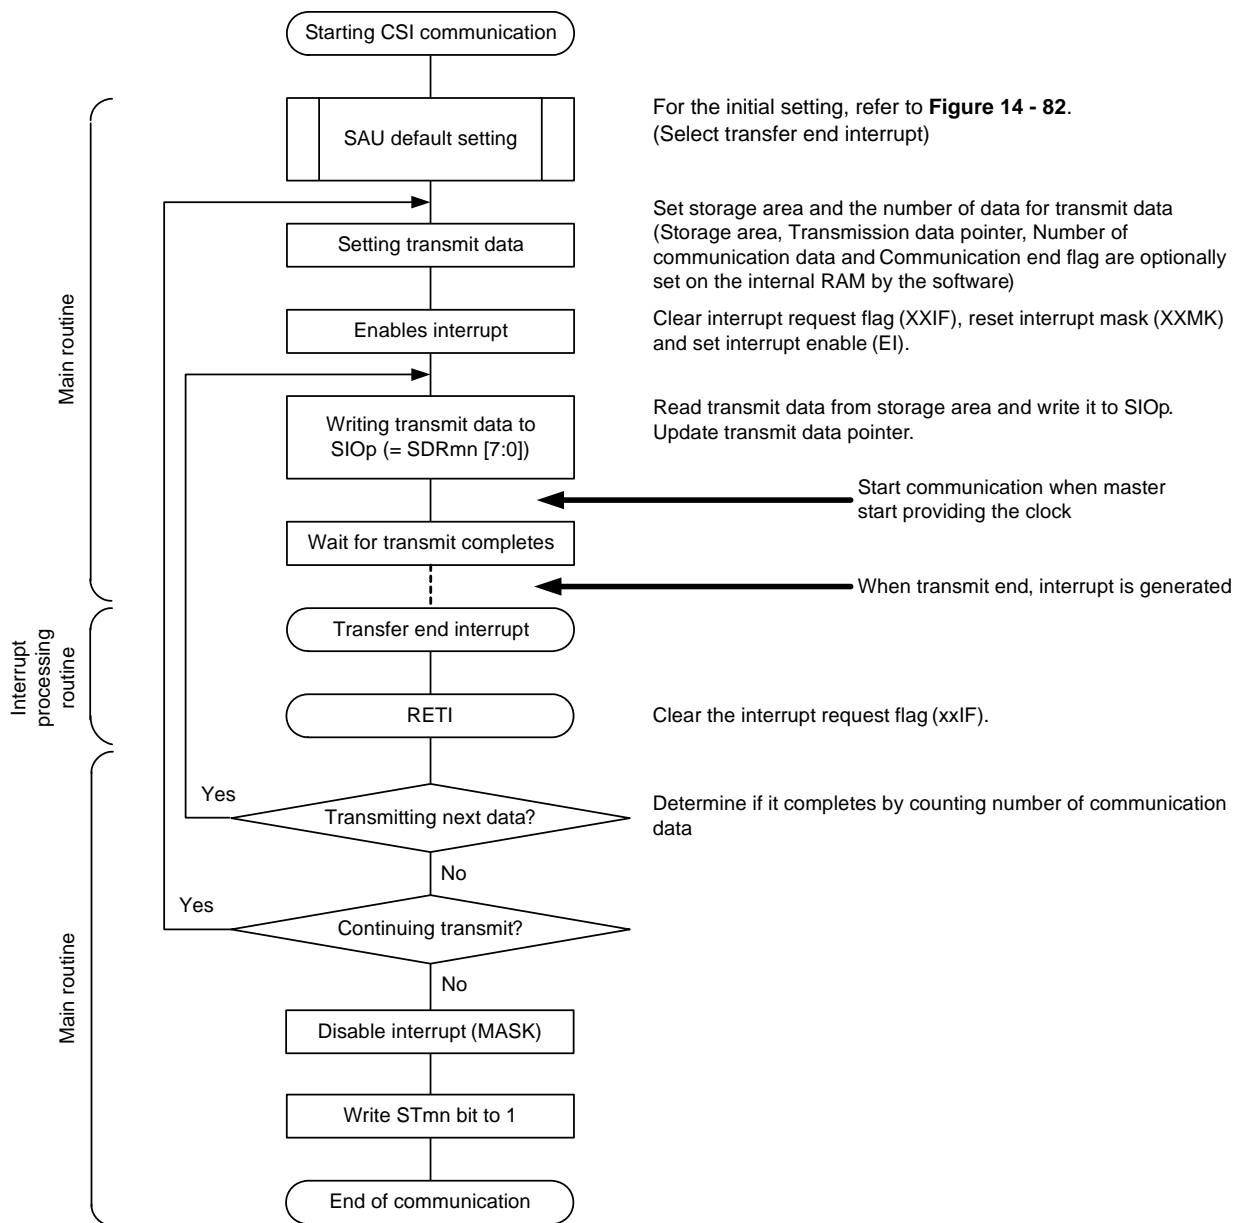 Starting CSI communication
SAU default setting
For the initial setting, refer to Figure 14 - 82.
(Select transfer end interrupt)
Setting transmit data
Set storage area and the number of data for transmit data
(Storage area, Transmission data pointer, Number of
communication data and Communication end flag are optionally
set on the internal RAM by the software)
Enables interrupt
Clear interrupt request flag (XXIF), reset interrupt mask (XXMK)
and set interrupt enable (EI).
Main routine
Writing transmit data to
SIOp (= SDRmn [7:0])
Read transmit data from storage area and write it to SIOp.
Update transmit data pointer.
Start communication when master
start providing the clock
Wait for transmit completes
When transmit end, interrupt is generated
Transfer end interrupt
Interrupt
processing
routine
RETI
Clear the interrupt request flag (xxIF).
Yes
Transmitting next data?
Determine if it completes by counting number of communication
data
No
Yes
Continuing transmit?
No
Main routine
Disable interrupt (MASK)
Write STmn bit to 1
End of communication